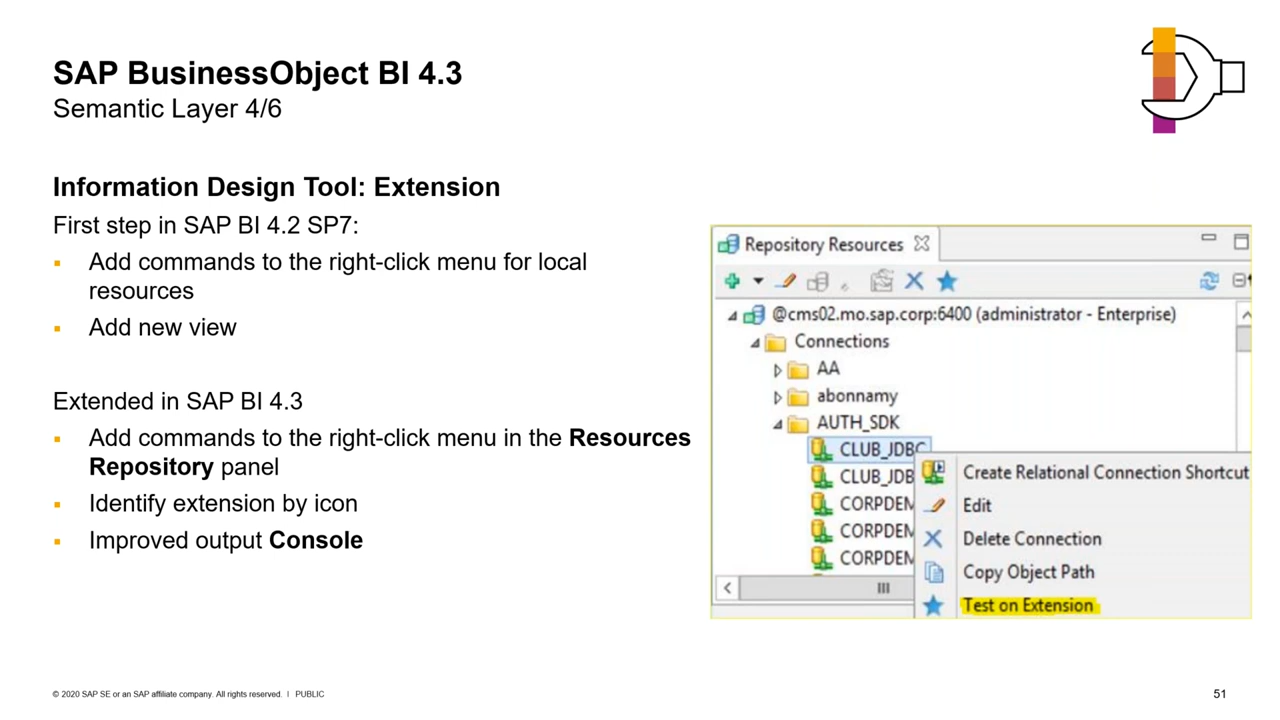 SAP BusinessObject BI 4.3
Semantic Layer 4/6
Information Design Tool: Extension
First step in SAP BI 4.2 SP7:
▪ Add commands to the right-click menu for local
resources
▪ Add new view
Extended in SAP BI 4.3
▪ Add commands to the right-click menu in the Resources
Repository panel
▪ Identify extension by icon
▪ Improved output Console
Repository Resources
@cms02.mo.sap.corp:6400 (administrator - Enterprise)
Connections
AA
abonnamy
AUTH_SDK
CLUB_JDBC
CLUB_JDB
CORPDEM
CORPDEM
CORPDEM
Create Relational Connection Shortcut
Edit
Delete Connection
Copy Object Path
Test on Extension
© 2020 SAP SE or an SAP affiliate company. All rights reserved. | PUBLIC
51